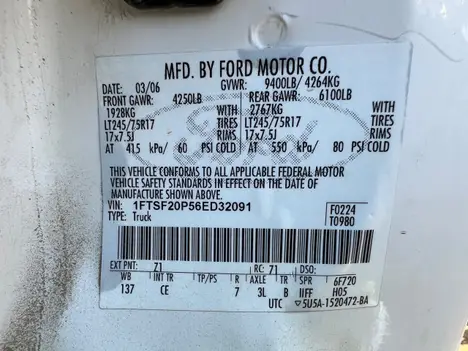 MFD. BY FORD MOTOR CO.
DATE: 03/06 GVWR: 9400LB/ 4264KG
FRONT GAWR: 4250LB REAR GAWR: 6100LB
1928KG WITH 2767KG WITH
LT245/75R17 TIRES LT245/75R17 TIRES
17x7.5J RIMS 17x7.5J RIMS
AT 415 kPa/ 60 PSI COLD AT 550 kPa/ 80 PSI COLD
THIS VEHICLE CONFORMS TO ALL APPLICABLE FEDERAL MOTOR
VEHICLE SAFETY STANDARDS IN EFFECT ON THE DATE OF
MANUFACTURE SHOWN ABOVE.
VIN: 1FTSF20P56ED32091 F0224
TYPE: Truck T0980
EXT PNT: 71 RC: 71 DSO:
WB INT TR TP/PS R AXLE TR SPR 6F720
137 CE 7 3L B IIFF H05
UTC ▽5U5A-1520472-BA
Ford